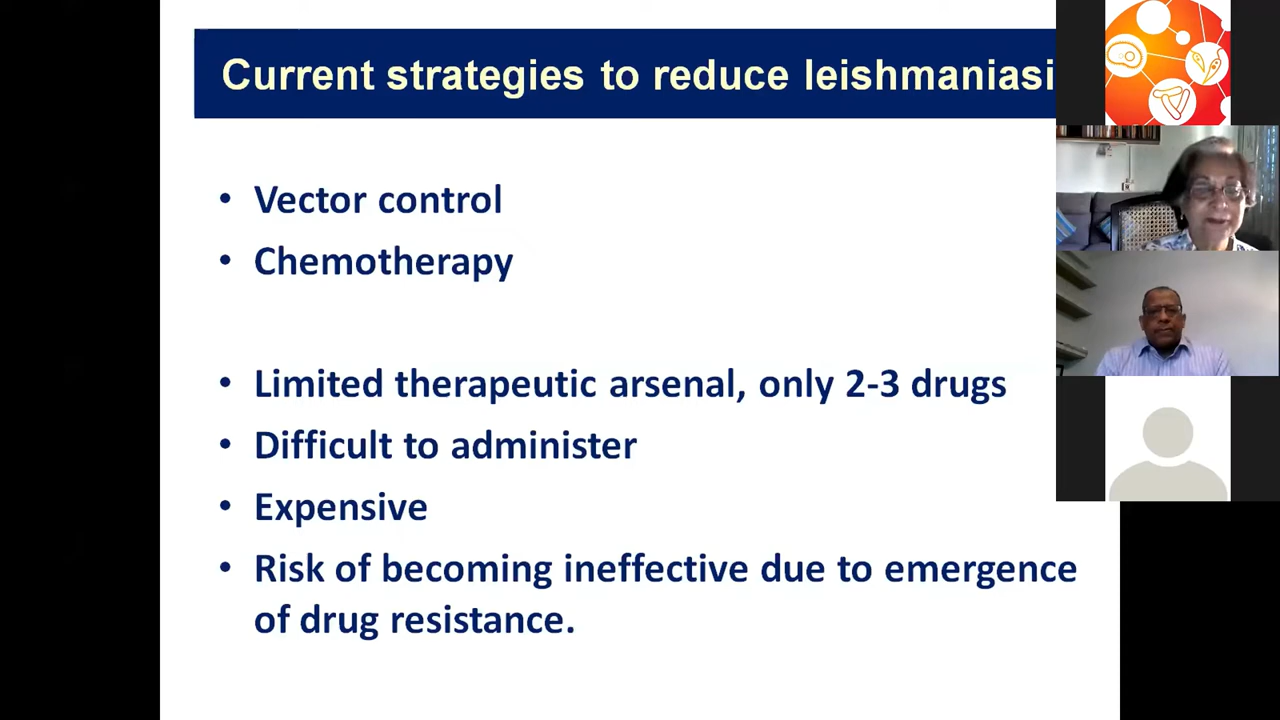 Current strategies to reduce leishmaniasi
• Vector control
• Chemotherapy
• Limited therapeutic arsenal, only 2-3 drugs
• Difficult to administer
• Expensive
• Risk of becoming ineffective due to emergence
of drug resistance.